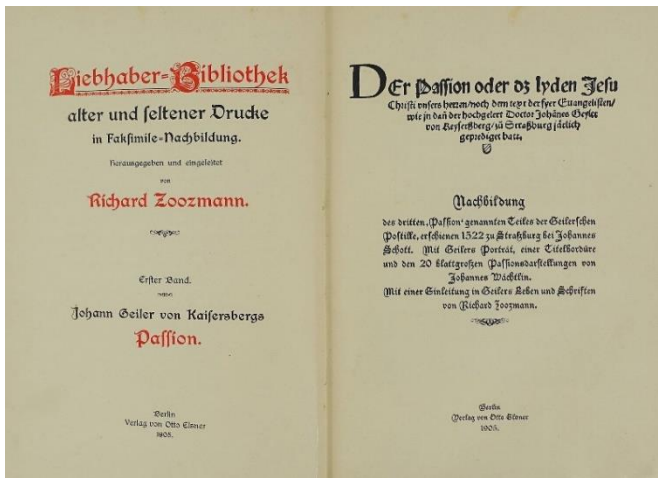 Liebhaber-Bibliothek
alter und seltener Drucke
in Faksimile-Nachbildung.
Herausgegeben und eingeleitet
von
Richard Zoozmann.
Erster Band.
Johann Geiler von Kaisersbergs
Passion.
Berlin
Verlag von Otto Elsner
1905.
DEr Passion oder dz lyden Jesu
Christi vnsers herren/noch dem text der fyer Euangelisten/
wie jn dañ der hochgelert Doctor Johānes Geyler
von Keysersberg/zů Straßburg järlich
geprediget hatt.
Nachbildung
des dritten, ‚Passion‘ genannten Teiles der Geilerschen
Postille, erschienen 1522 zu Straßburg bei Johannes
Schott. Mit Geilers Porträt, einer Titelbordüre
und den 20 blattgroßen Passionsdarstellungen von
Johannes Wächtlin.
Mit einer Einleitung in Geilers Leben und Schriften
von Richard Zoozmann.
Berlin
Verlag von Otto Elsner
1905.